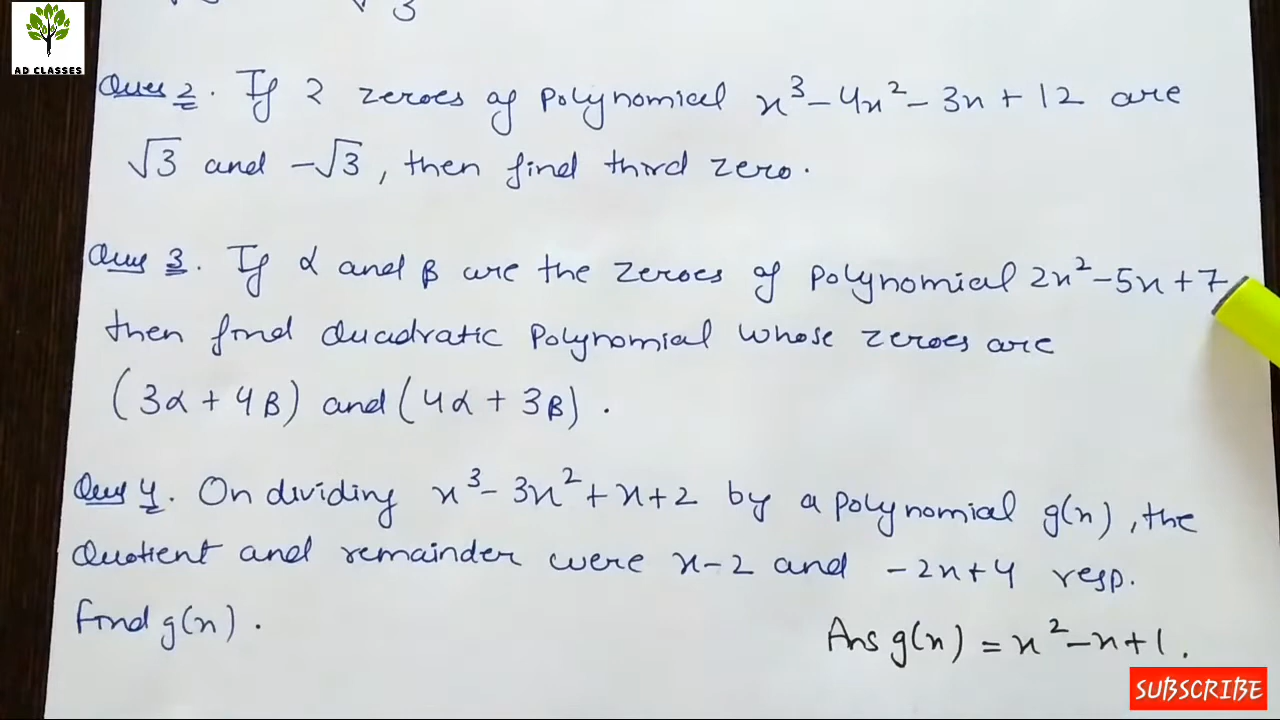 √3 √3
AD CLASSES
Ques 2. If 2 zeroes of polynomial x³-4x²-3x+12 are
√3 and -√3, then find third zero.
Ques 3. If α and β are the zeroes of polynomial 2x²-5x+7
then find quadratic polynomial whose zeroes are
(3α+4β) and (4α+3β).
Ques 4. On dividing x³-3x²+x+2 by a polynomial g(x), the
quotient and remainder were x-2 and -2x+4 resp.
Find g(x).
Ans g(x) = x²-x+1.
SUBSCRIBE